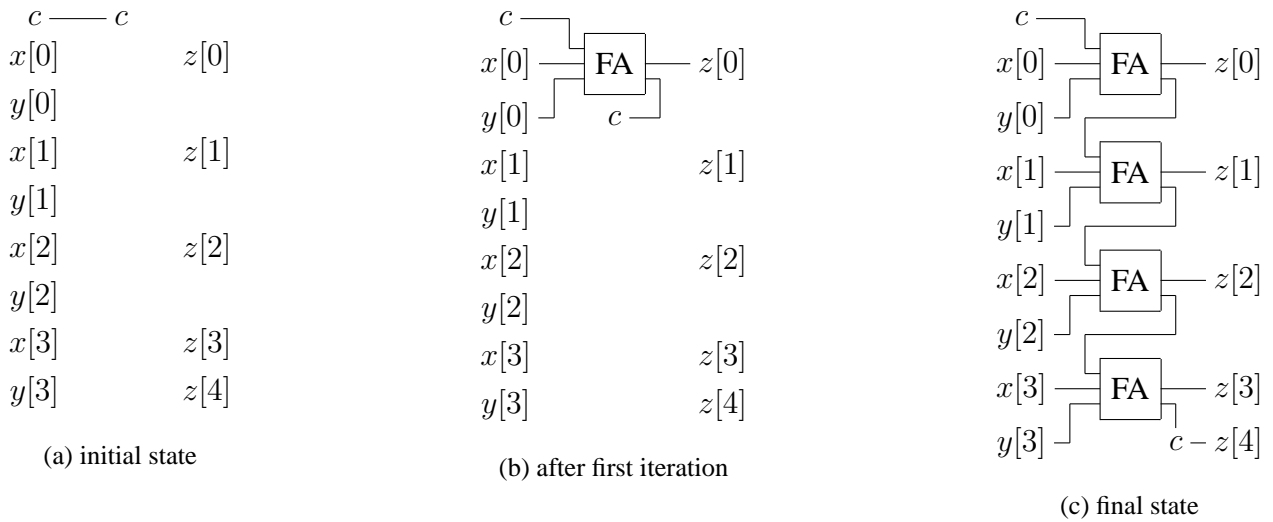 c c
x[0] z[0]
y[0]
x[1] z[1]
y[1]
x[2] z[2]
y[2]
x[3] z[3]
y[3] z[4]
(a) initial state
c
x[0] FA z[0]
y[0] c
x[1] z[1]
y[1]
x[2] z[2]
y[2]
x[3] z[3]
y[3] z[4]
(b) after first iteration
c
x[0] FA z[0]
y[0]
x[1] FA z[1]
y[1]
x[2] FA z[2]
y[2]
x[3] FA z[3]
y[3] c z[4]
(c) final state